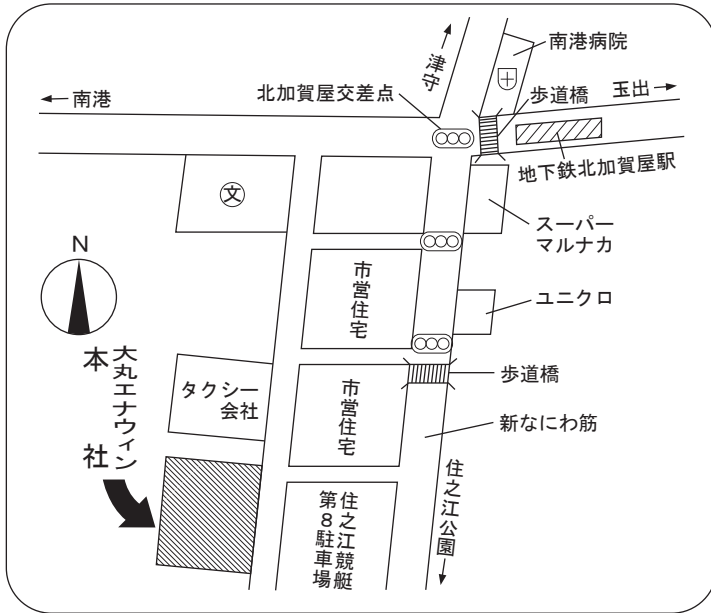 南港病院
津守
歩道橋
玉出
南港
北加賀屋交差点
地下鉄北加賀屋駅
文
スーパー
マルナカ
N
市営住宅
ユニクロ
大丸エナウィン
本社
タクシー
会社
市営住宅
歩道橋
新なにわ筋
住之江競艇
第8駐車場
住之江公園